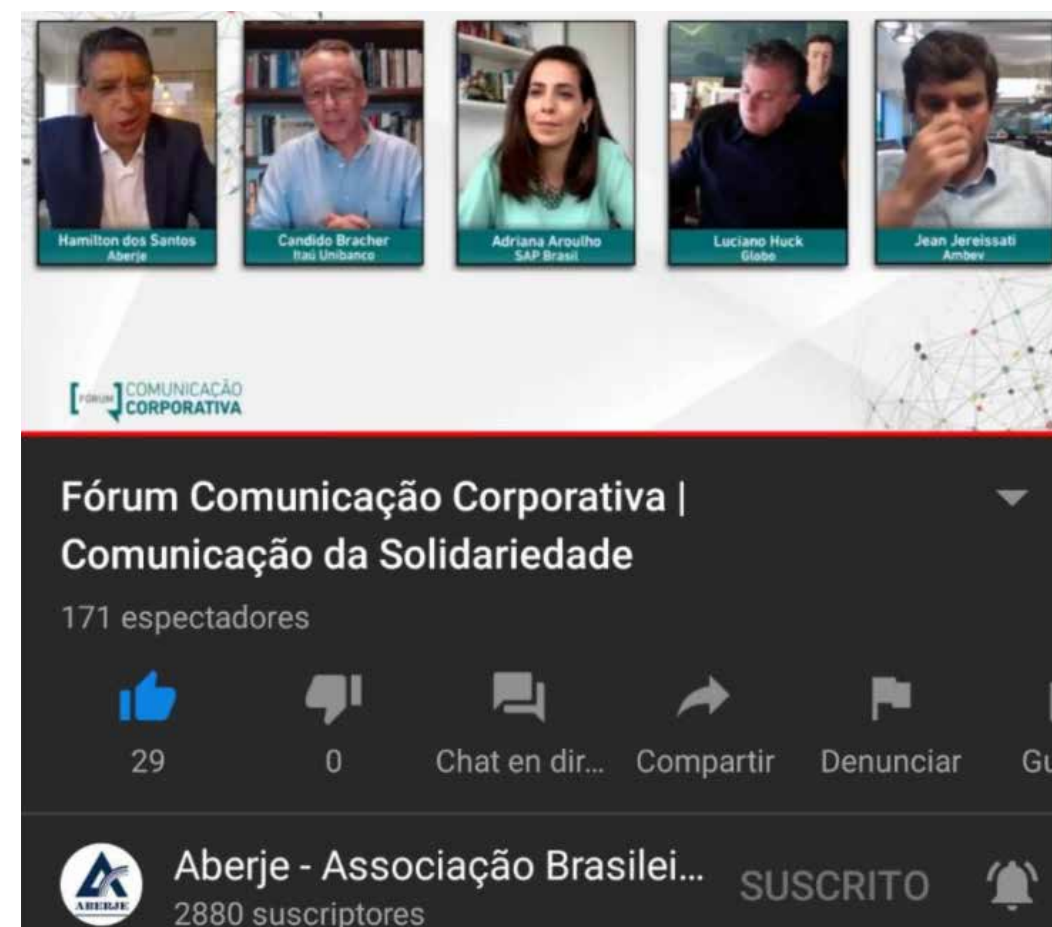 Hamilton dos Santos
Aberje
Candido Bracher
Itaú Unibanco
Adriana Aroulho
SAP Brasil
Luciano Huck
Globo
Jean Jereissati
Ambev
FÓRUM
COMUNICAÇÃO
CORPORATIVA
Fórum Comunicação Corporativa |
Comunicação da Solidariedade
171 espectadores
29
0
Chat en dir...
Compartir
Denunciar
Gu
ABERJE
Aberje - Associação Brasilei...
SUSCRITO
2880 suscriptores